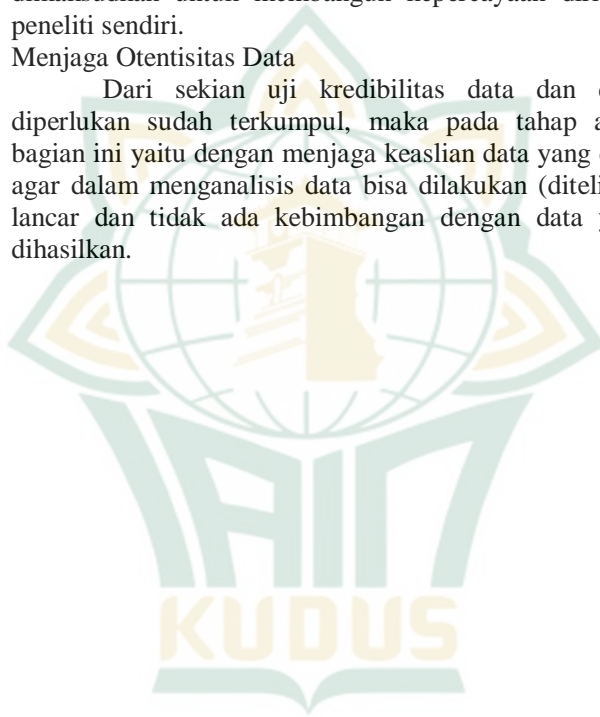 peneliti sendiri.
Menjaga Otentisitas Data
Dari sekian uji kredibilitas data dan
diperlukan sudah terkumpul, maka pada tahap
bagian ini yaitu dengan menjaga keaslian data yang
agar dalam menganalisis data bisa dilakukan
lancar dan tidak ada kebimbangan dengan data
dihasilkan.
IAIN
KUDUS